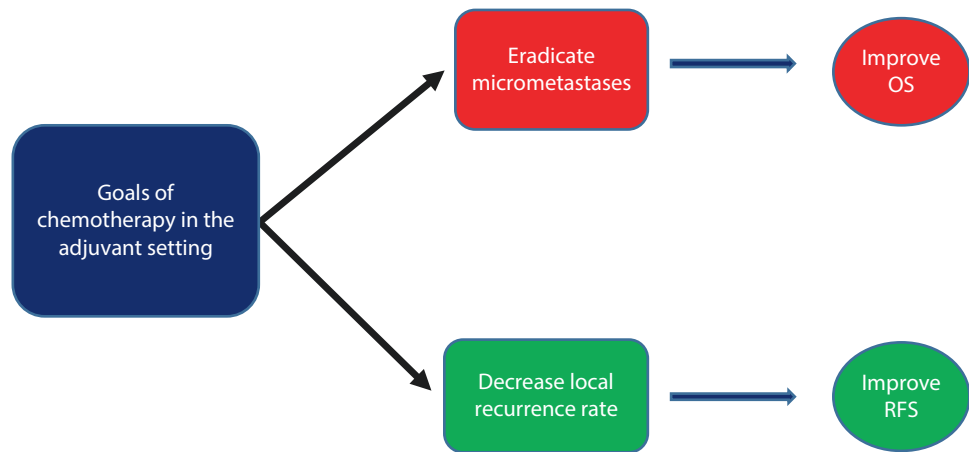 Goals of
chemotherapy in the
adjuvant setting
Eradicate
micrometastases
Improve
OS
Decrease local
recurrence rate
Improve
RFS